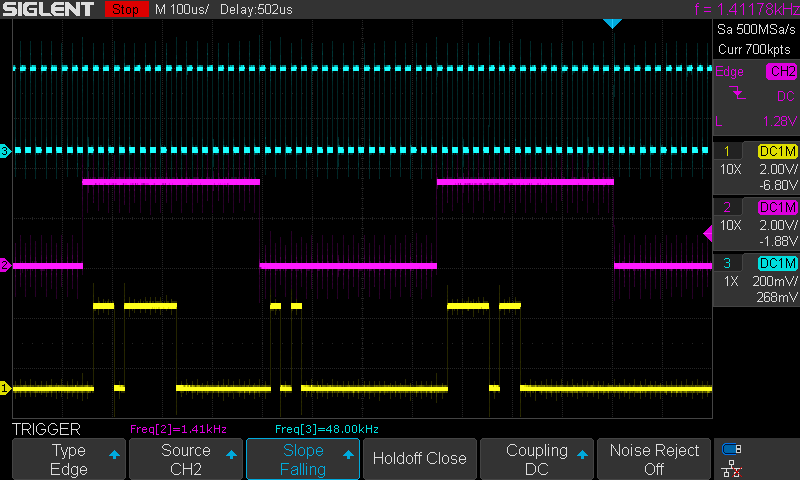 SIGLENT Stop M 100us/ Delay:502us f = 1.41178kHz
Sa 500MSa/s
Curr 700kpts
Edge CH2
DC
L 1.28V
1 DC1M
10X 2.00V/
-6.80V
2 DC1M
10X 2.00V/
-1.88V
3 DC1M
1X 200mV/
268mV
3
2
1
TRIGGER Freq[2]=1.41kHz Freq[3]=48.00kHz
Type
Edge
Source
CH2
Slope
Falling
Holdoff Close
Coupling
DC
Noise Reject
Off